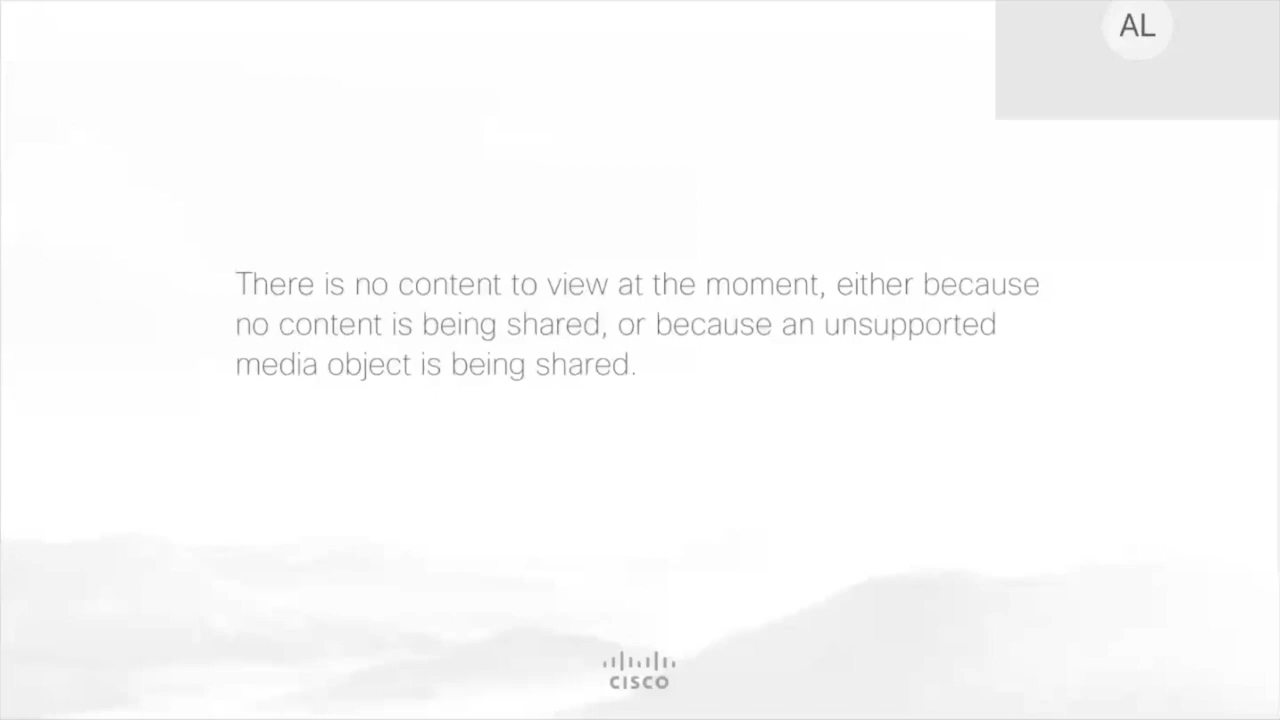 AL
There is no content to view at the moment, either because
no content is being shared, or because an unsupported
media object is being shared.
CISCO